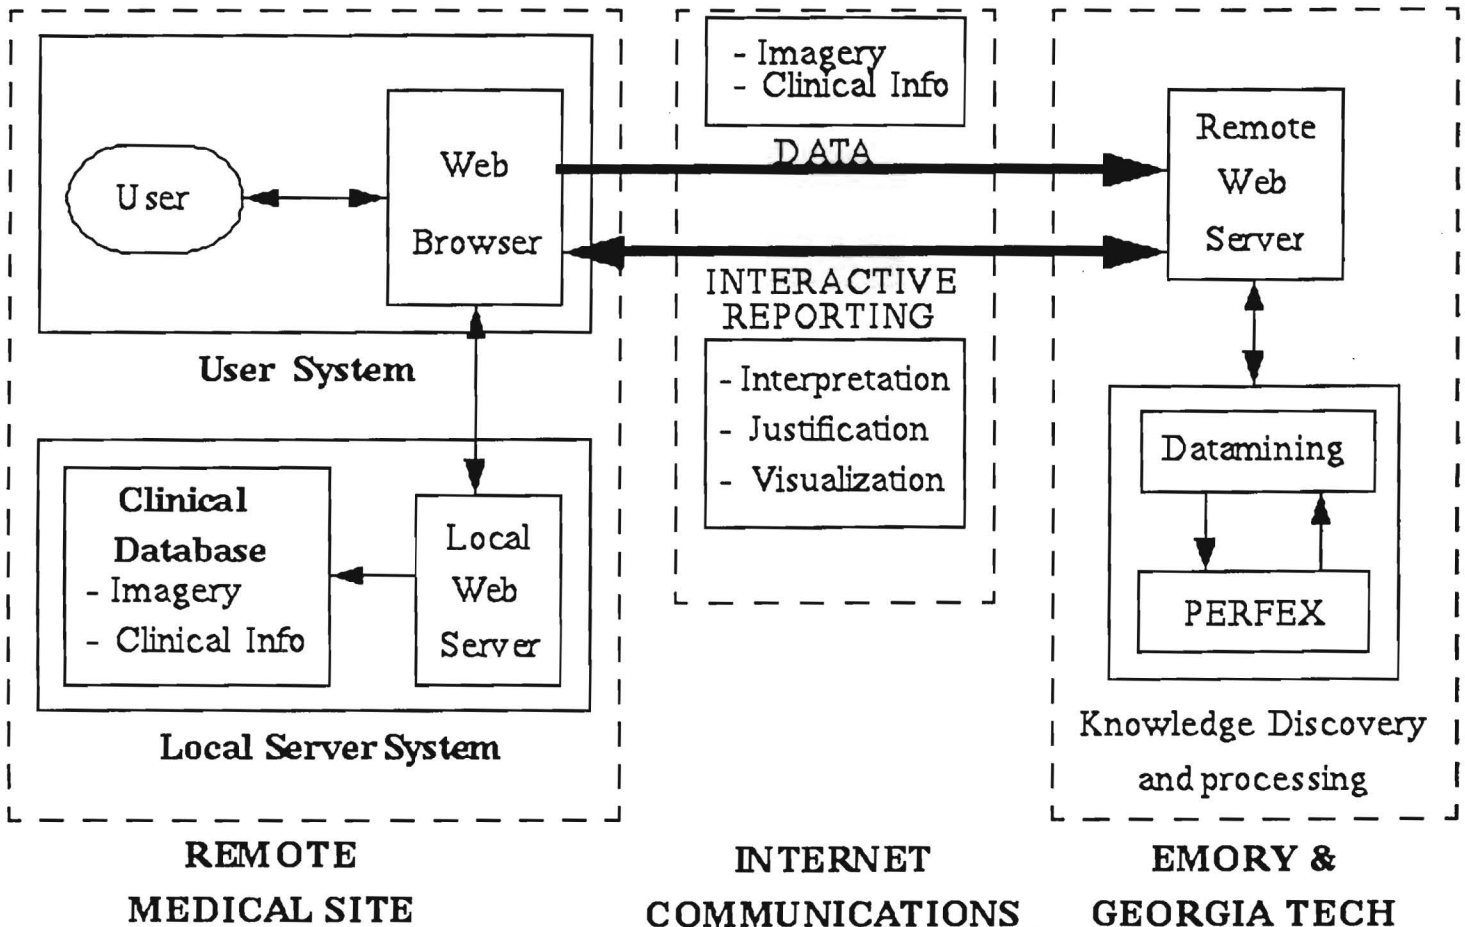 User
Web
Browser
User System
Clinical
Database
- Imagery
- Clinical Info
Local
Web
Server
Local Server System
REMOTE
MEDICAL SITE
- Imagery
- Clinical Info
DATA
INTERACTIVE
REPORTING
- Interpretation
- Justification
- Visualization
INTERNET
COMMUNICATIONS
Remote
Web
Server
Datamining
PERFEX
Knowledge Discovery
and processing
EMORY &
GEORGIA TECH